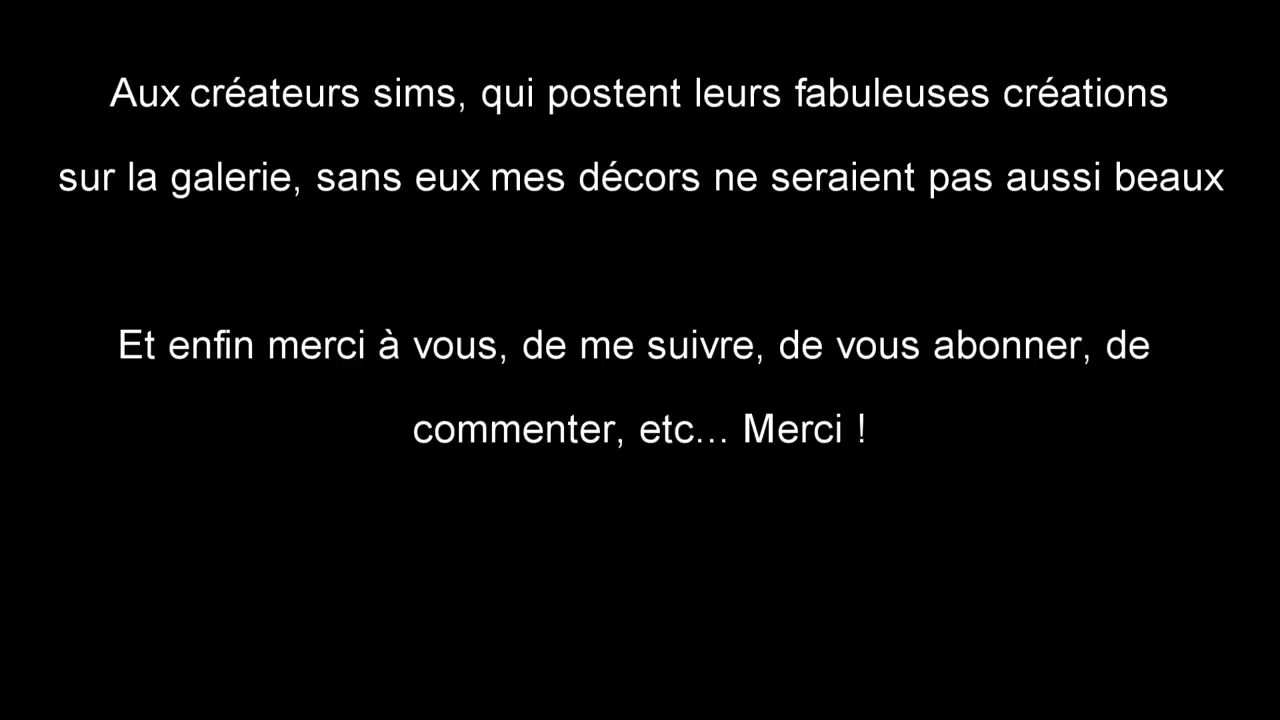 Aux créateurs sims, qui postent leurs fabuleuses créations
sur la galerie, sans eux mes décors ne seraient pas aussi beaux
Et enfin merci à vous, de me suivre, de vous abonner, de
commenter, etc... Merci !